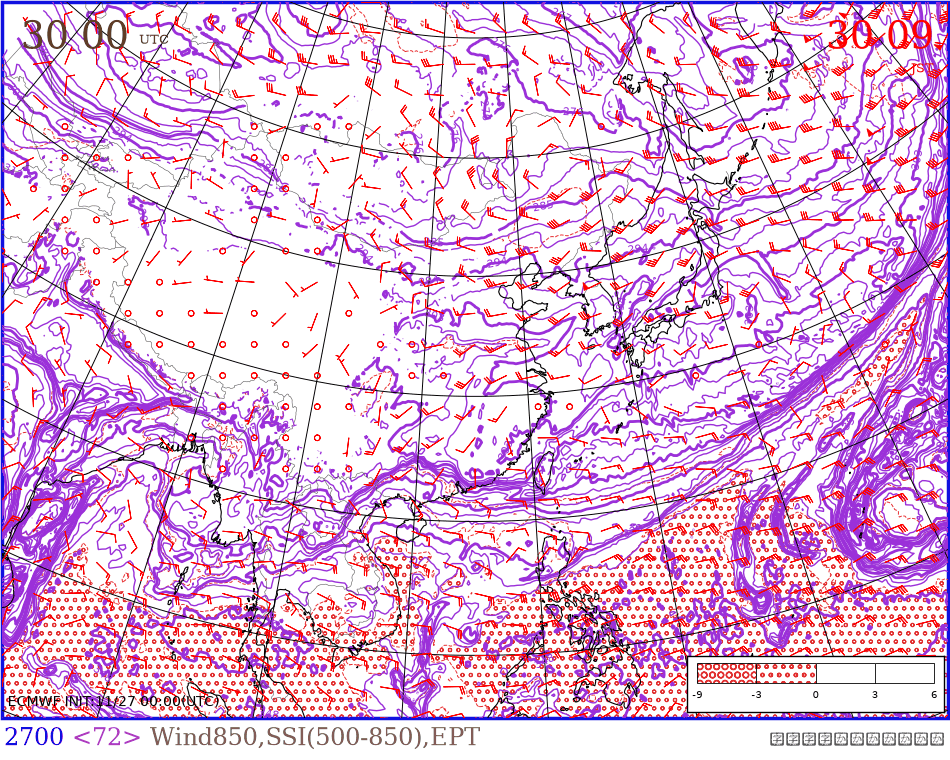 30 00 UTC
30.09
ECMWF INIT:11/27 00:00(UTC)
-9 -3 0 3 6
2700 <72> Wind850,SSI(500-850),EPT